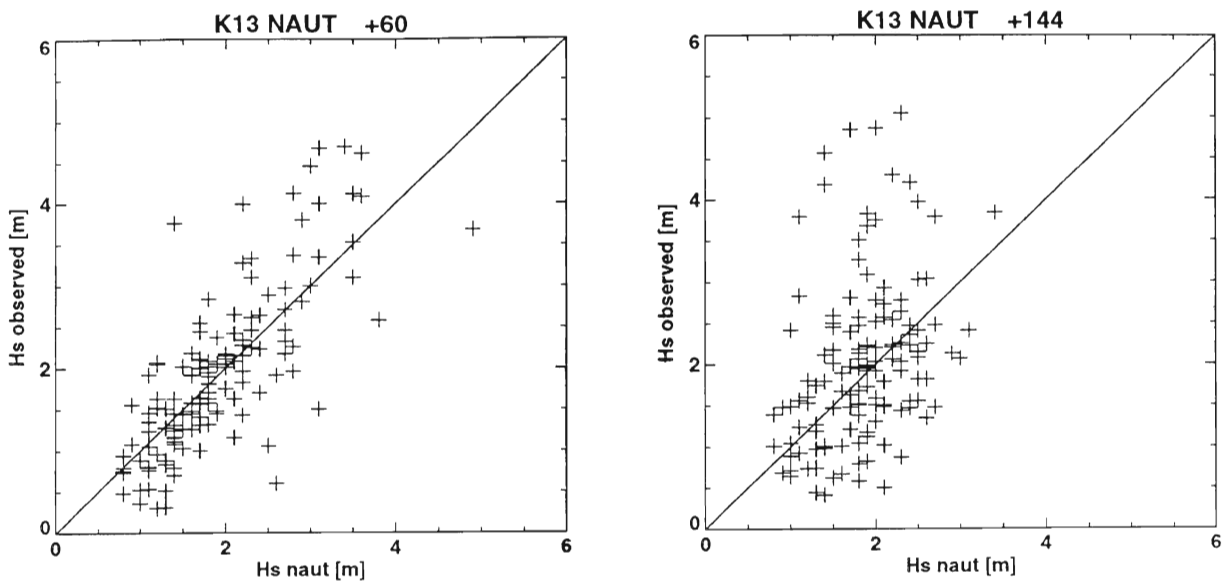 K13 NAUT +60
6
4
2
0
0 2 4 6
Hs observed [m]
Hs naut [m]
K13 NAUT +144
6
4
2
0
0 2 4 6
Hs observed [m]
Hs naut [m]